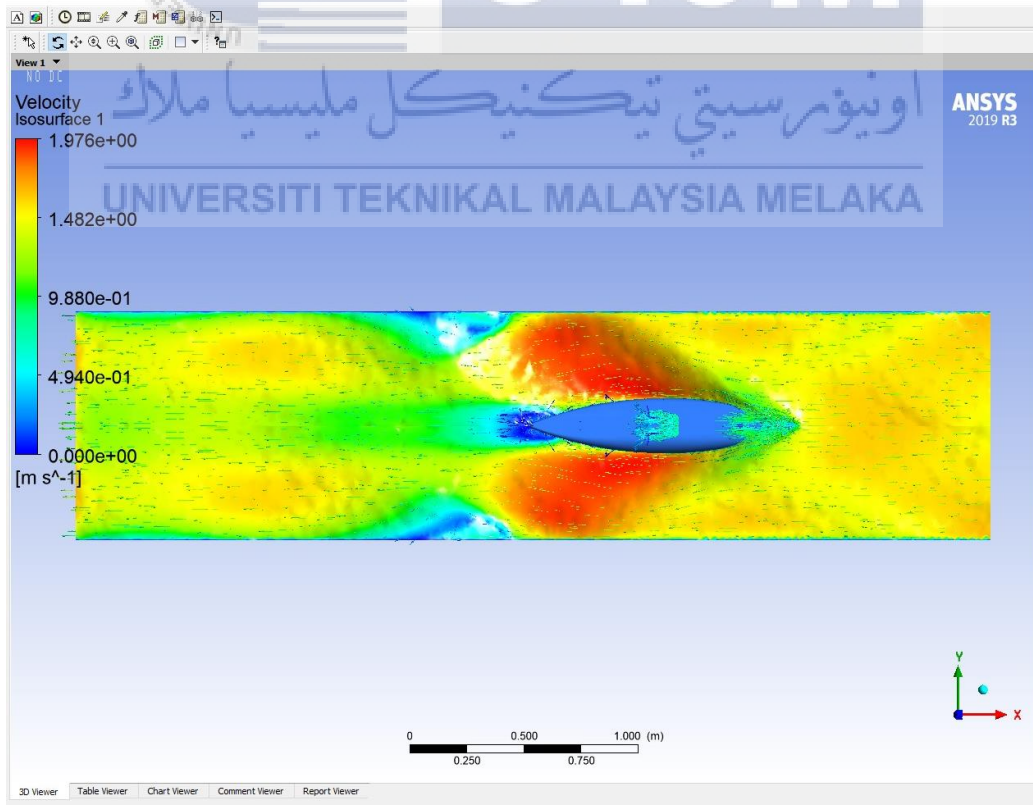 View 1
NO DC
Velocity
Isosurface 1
1.976e+00
1.482e+00
9.880e-01
4.940e-01
0.000e+00
[m s^-1]
ANSYS
2019 R3
اونيۏرسيتي تيكنيكل مليسيا ملاك
UNIVERSITI TEKNIKAL MALAYSIA MELAKA
Y
X
0 0.500 1.000 (m)
0.250 0.750
3D Viewer Table Viewer Chart Viewer Comment Viewer Report Viewer